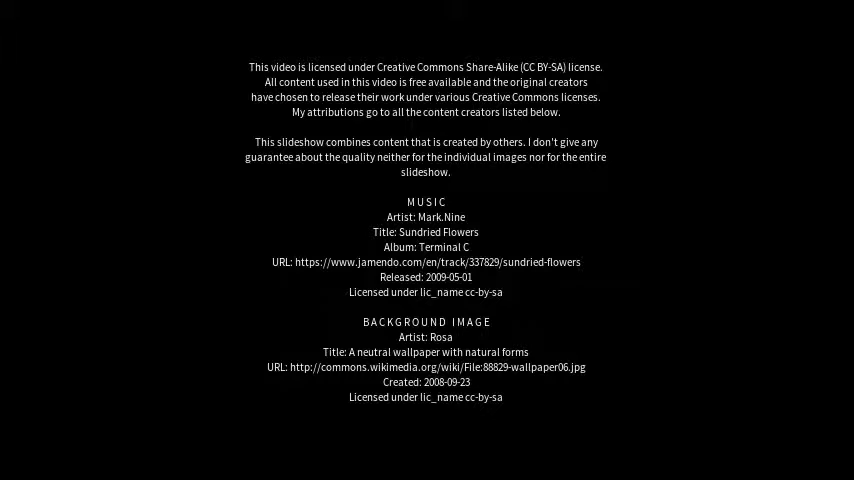 This video is licensed under Creative Commons Share-Alike (CC BY-SA) license.
All content used in this video is free available and the original creators
have chosen to release their work under various Creative Commons licenses.
My attributions go to all the content creators listed below.
This slideshow combines content that is created by others. I don't give any
guarantee about the quality neither for the individual images nor for the entire
slideshow.
MUSIC
Artist: Mark.Nine
Title: Sundried Flowers
Album: Terminal C
URL: https://www.jamendo.com/en/track/337829/sundried-flowers
Released: 2009-05-01
Licensed under lic_name cc-by-sa
BACKGROUND IMAGE
Artist: Rosa
Title: A neutral wallpaper with natural forms
URL: http://commons.wikimedia.org/wiki/File:88829-wallpaper06.jpg
Created: 2008-09-23
Licensed under lic_name cc-by-sa